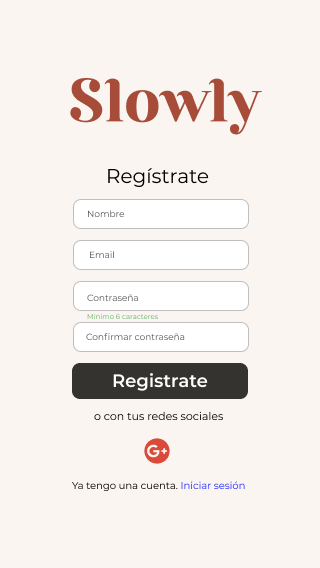 Slowly
Regístrate
Nombre
Email
Contraseña
Mínimo 6 caracteres
Confirmar contraseña
Registrate
o con tus redes sociales
G+
Ya tengo una cuenta. Iniciar sesión